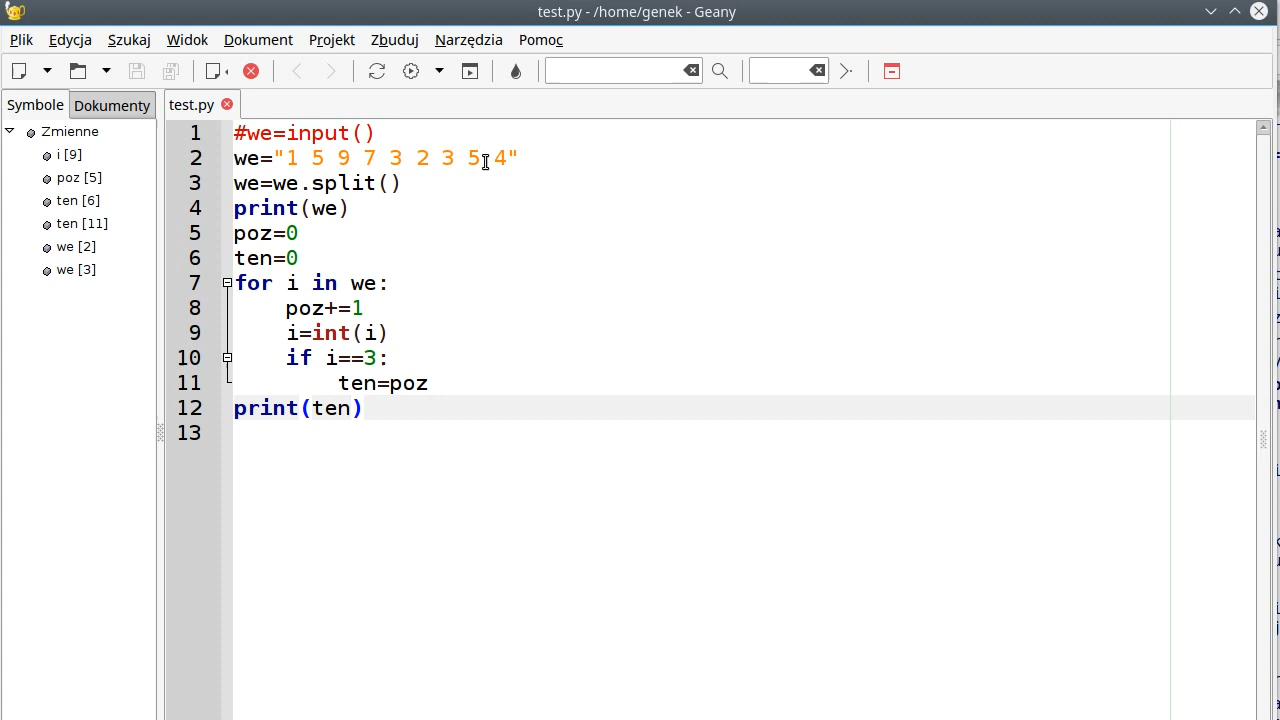 test.py - /home/genek - Geany
Plik Edycja Szukaj Widok Dokument Projekt Zbuduj Narzędzia Pomoc
Symbole Dokumenty test.py
Zmienne
i [9]
poz [5]
ten [6]
ten [11]
we [2]
we [3]
1 #we=input()
2 we="1 5 9 7 3 2 3 5 4"
3 we=we.split()
4 print(we)
5 poz=0
6 ten=0
7 for i in we:
8 poz+=1
9 i=int(i)
10 if i==3:
11 ten=poz
12 print(ten)
13